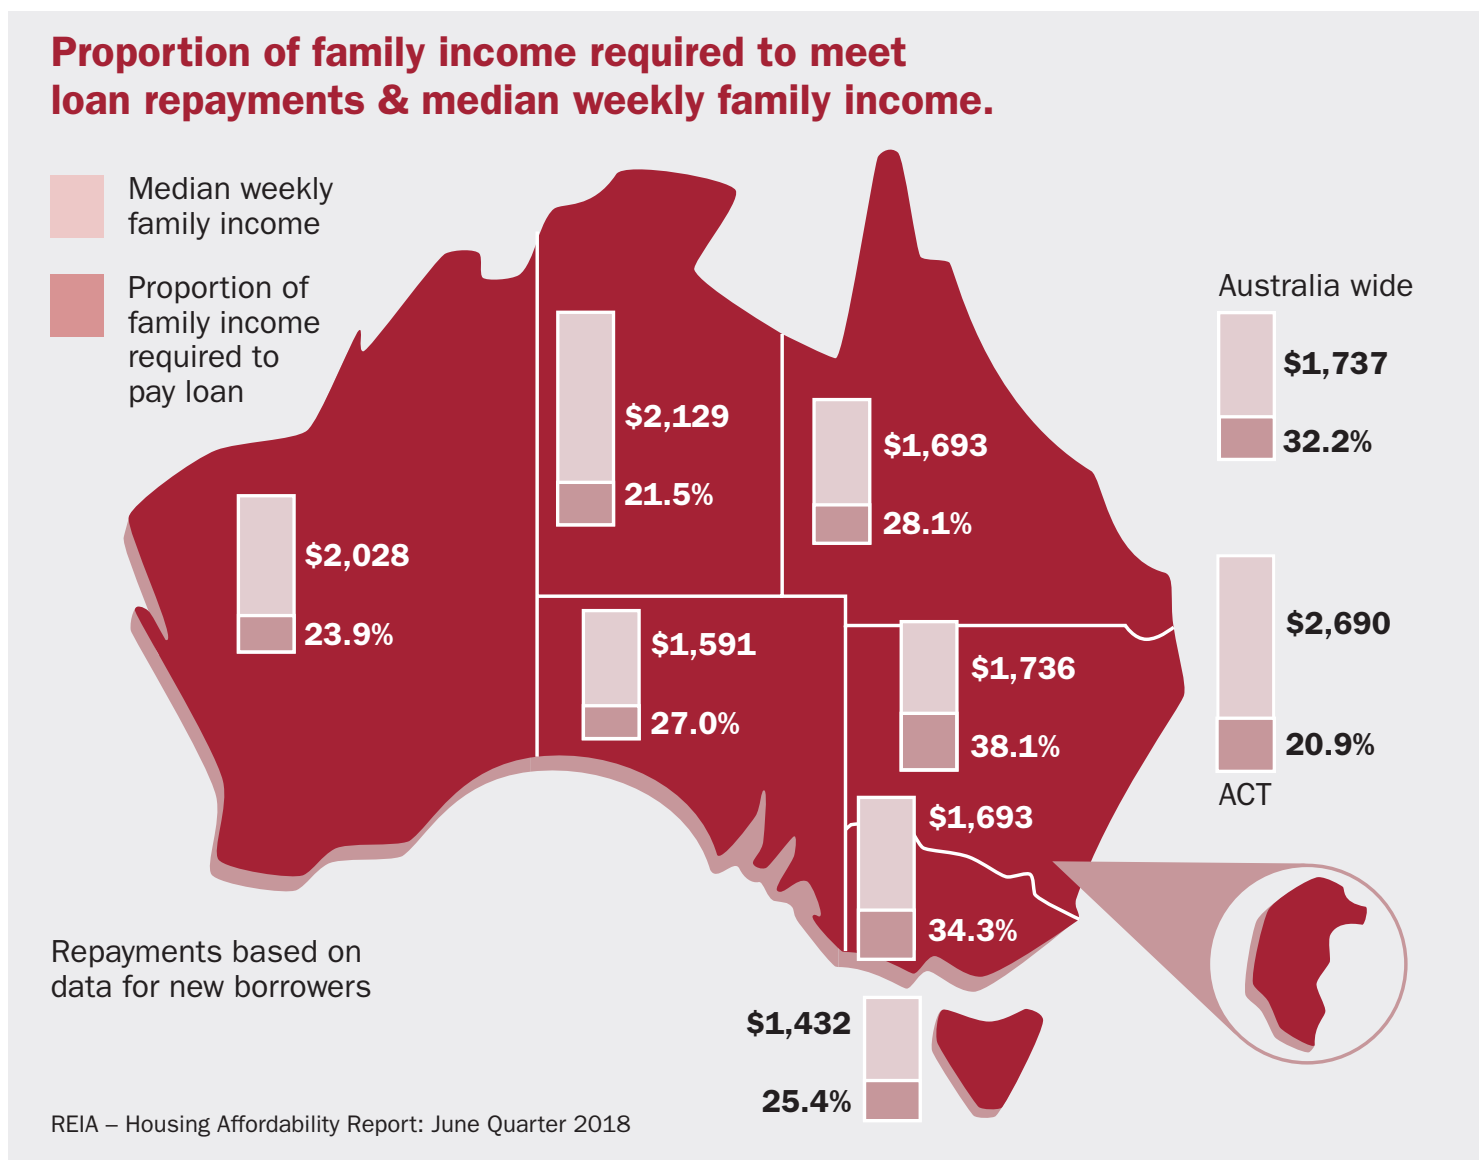 Proportion of family income required to meet
loan repayments & median weekly family income.
Median weekly
family income
Proportion of
family income
required to
pay loan
Australia wide
$1,737
32.2%
$2,129
21.5%
$1,693
28.1%
$2,028
23.9%
$1,591
27.0%
$1,736
38.1%
$2,690
20.9%
ACT
$1,693
34.3%
Repayments based on
data for new borrowers
$1,432
25.4%
REIA – Housing Affordability Report: June Quarter 2018